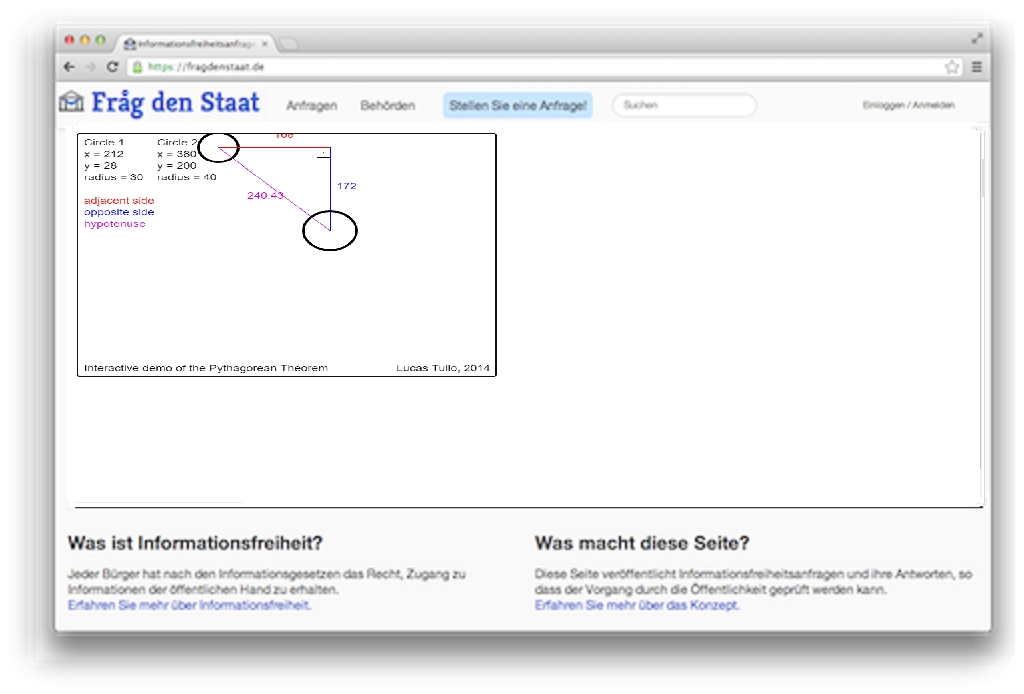 Informationsfreiheitsanfrag
https://fragdenstaat.de
Fråg den Staat
Anfragen
Behörden
Stellen Sie eine Anfrage!
Suchen
Einloggen / Anmelden
Circle 1
x = 212
y = 28
radius = 30
Circle 2
x = 380
y = 200
radius = 40
168
172
240.43
adjacent side
opposite side
hypotenuse
Interactive demo of the Pythagorean Theorem
Lucas Tullo, 2014
Was ist Informationsfreiheit?
Jeder Bürger hat nach den Informationsgesetzen das Recht, Zugang zu
Informationen der öffentlichen Hand zu erhalten.
Erfahren Sie mehr über Informationsfreiheit.
Was macht diese Seite?
Diese Seite veröffentlicht Informationsfreiheitsanfragen und ihre Antworten, so
dass der Vorgang durch die Öffentlichkeit geprüft werden kann.
Erfahren Sie mehr über das Konzept.